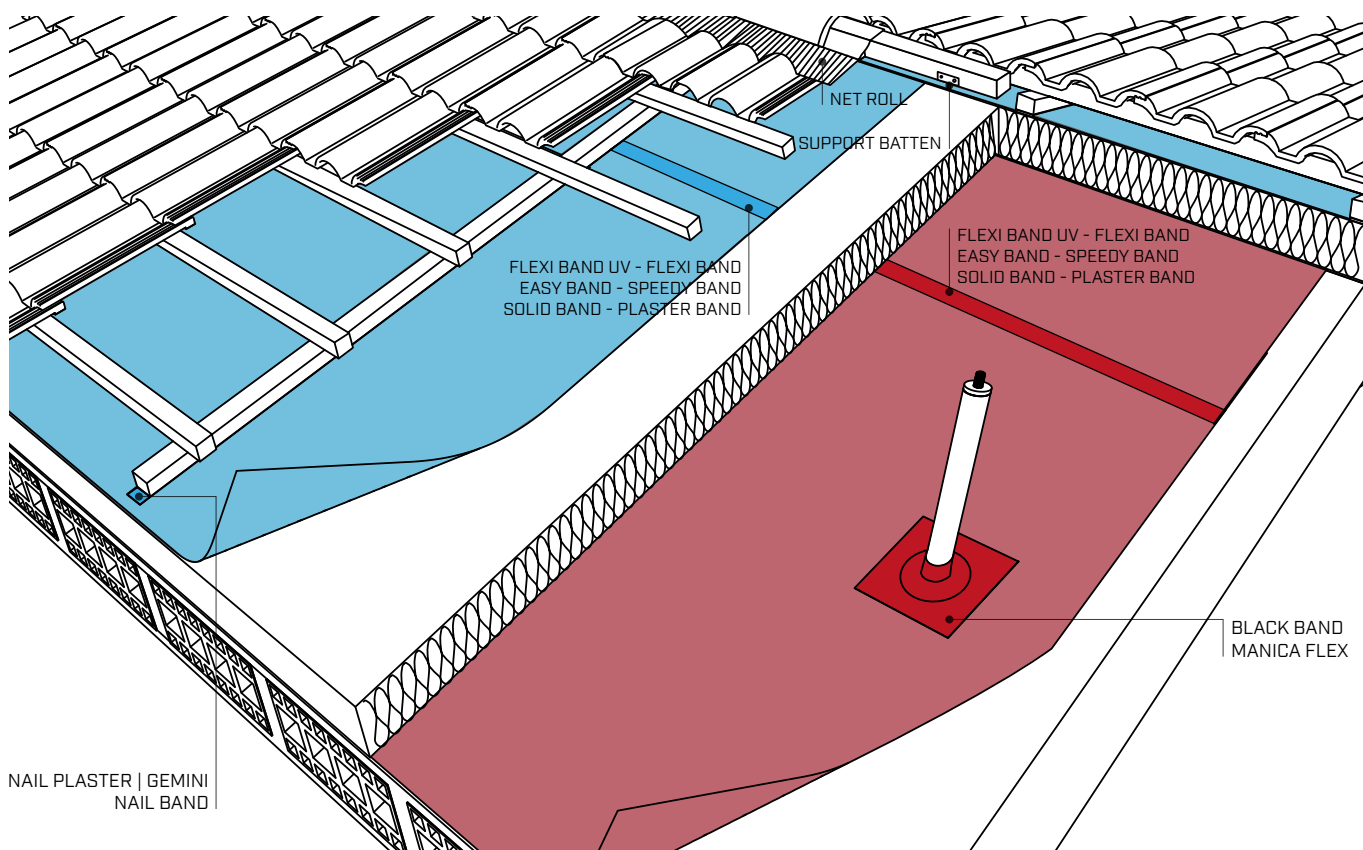 NET ROLL
SUPPORT BATTEN
FLEXI BAND UV - FLEXI BAND
EASY BAND - SPEEDY BAND
SOLID BAND - PLASTER BAND
FLEXI BAND UV - FLEXI BAND
EASY BAND - SPEEDY BAND
SOLID BAND - PLASTER BAND
BLACK BAND
MANICA FLEX
NAIL PLASTER | GEMINI
NAIL BAND